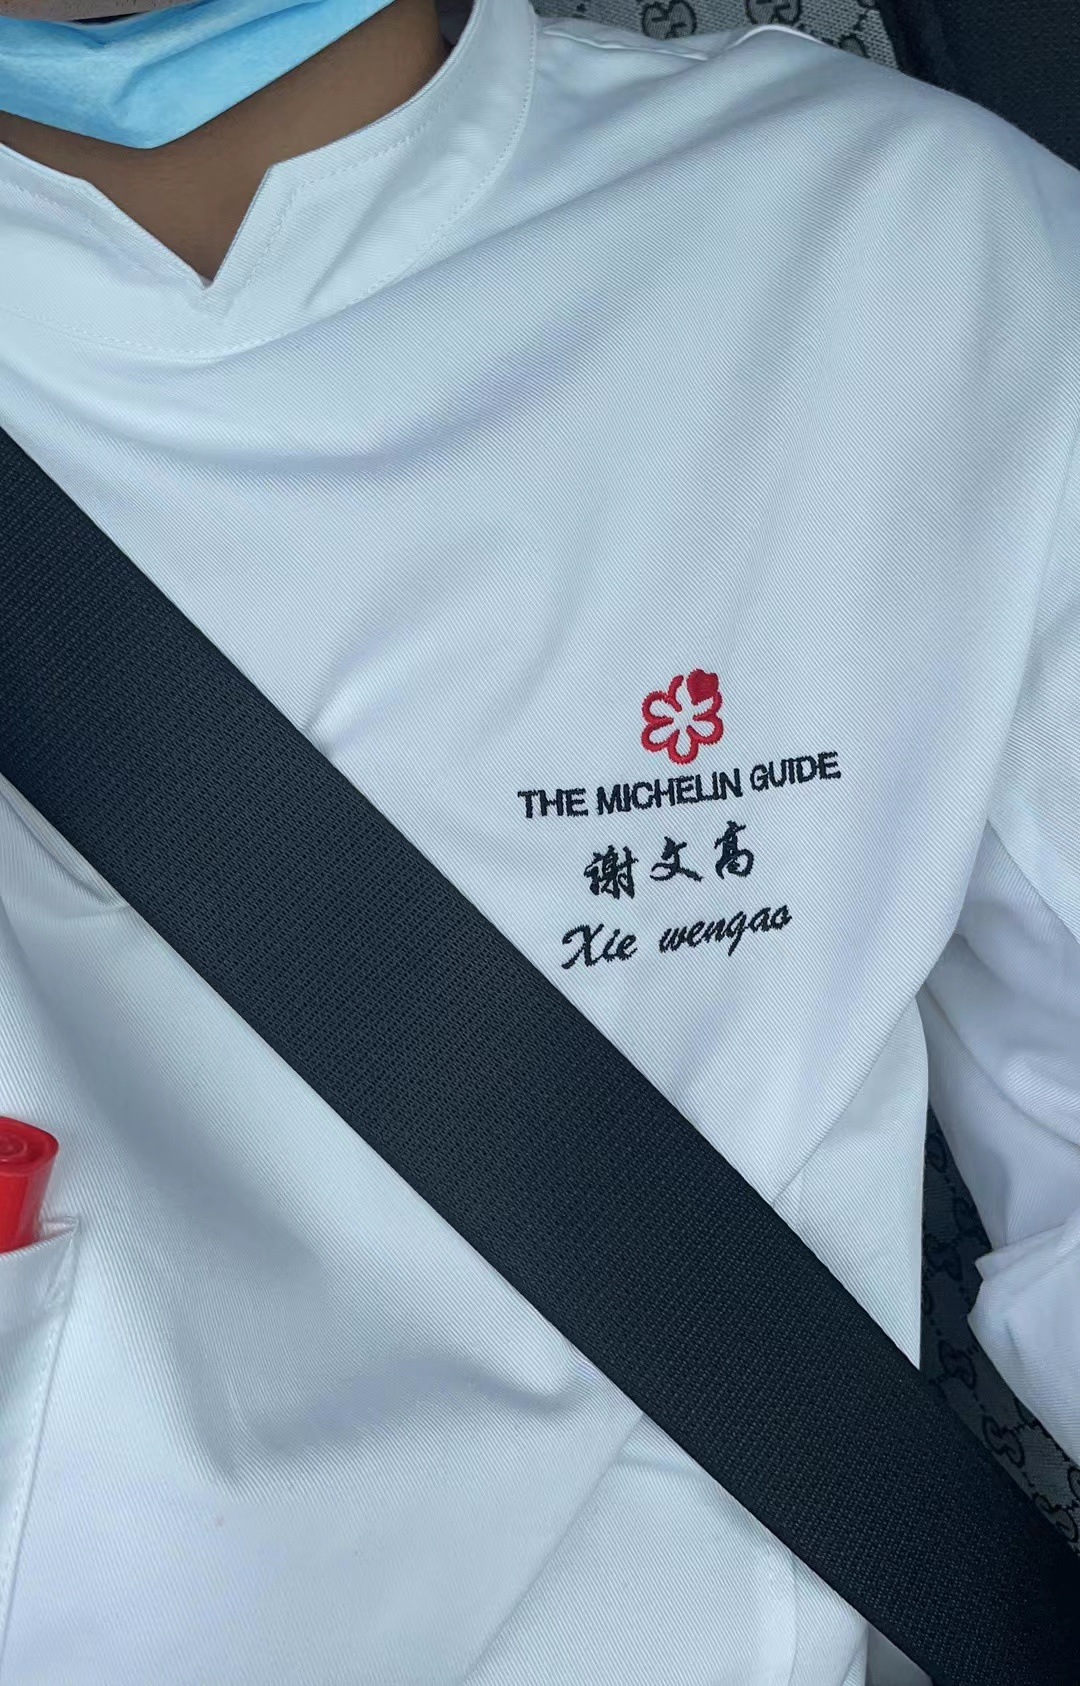 THE MICHELIN GUIDE
谢文高
Xie wengao